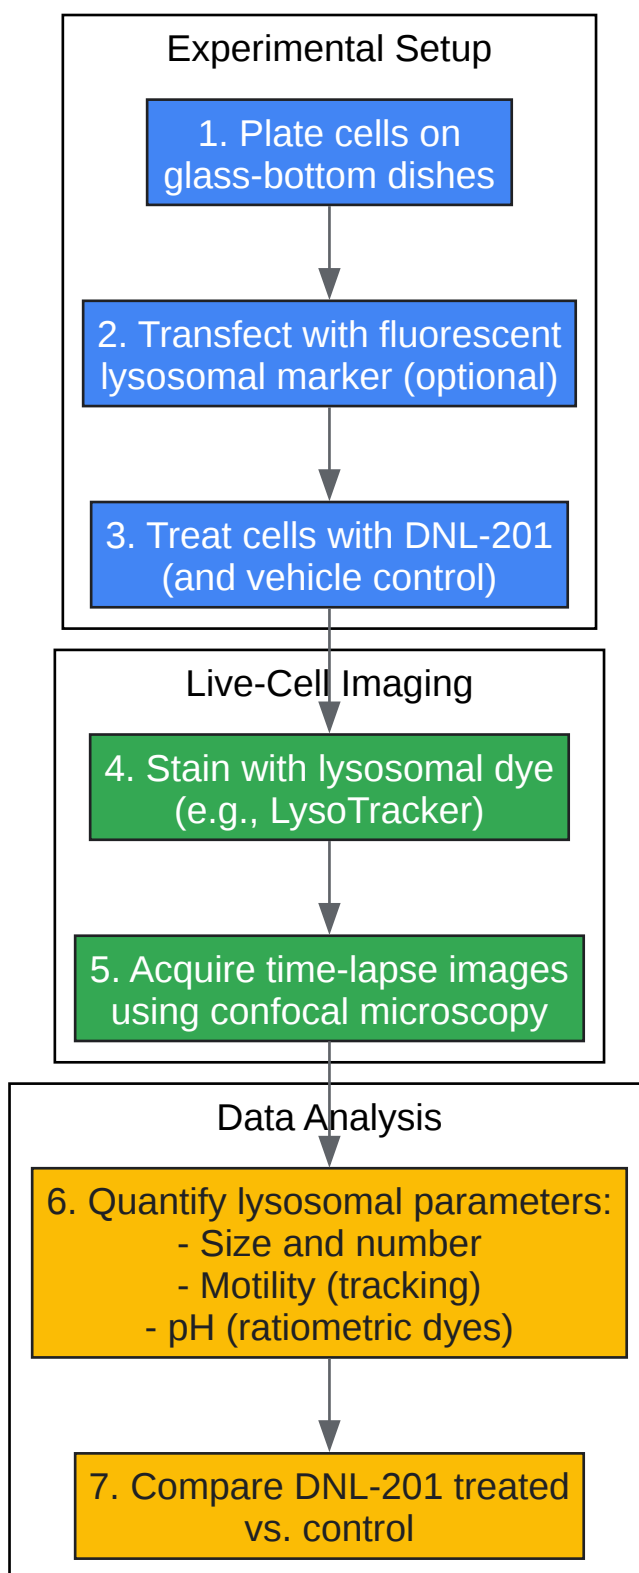 Experimental Setup
1. Plate cells on
glass-bottom dishes
2. Transfect with fluorescent
lysosomal marker (optional)
3. Treat cells with DNL-201
(and vehicle control)
Live-Cell Imaging
4. Stain with lysosomal dye
(e.g., LysoTracker)
5. Acquire time-lapse images
using confocal microscopy
Data Analysis
6. Quantify lysosomal parameters:
- Size and number
- Motility (tracking)
- pH (ratiometric dyes)
7. Compare DNL-201 treated
vs. control